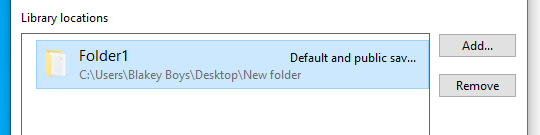 Library locations
Folder1 Default and public sav...
C:\Users\Blakey Boys\Desktop\New folder
Add...
Remove